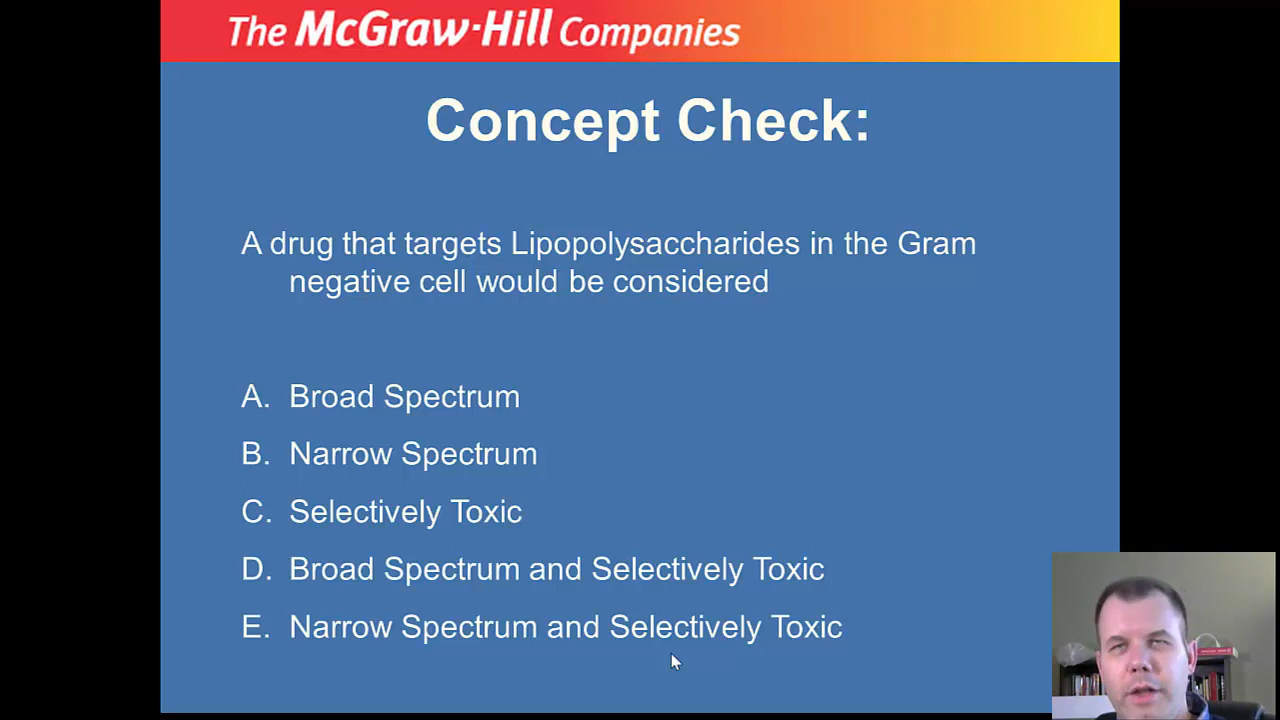 The McGraw-Hill Companies
Concept Check:
A drug that targets Lipopolysaccharides in the Gram
negative cell would be considered
A. Broad Spectrum
B. Narrow Spectrum
C. Selectively Toxic
D. Broad Spectrum and Selectively Toxic
E. Narrow Spectrum and Selectively Toxic